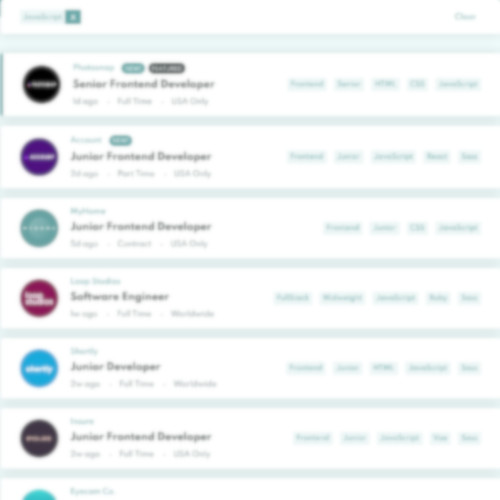 JavaScript
Clear
Photosnap NEW! FEATURED
Senior Frontend Developer
Frontend Senior HTML CSS JavaScript
1d ago · Full Time · USA Only
Account NEW!
Junior Frontend Developer
Frontend Junior JavaScript React Sass
2d ago · Part Time · USA Only
MyHome
Junior Frontend Developer
Frontend Junior CSS JavaScript
5d ago · Contract · USA Only
Loop Studios
Software Engineer
FullStack Midweight JavaScript Ruby Sass
1w ago · Full Time · Worldwide
Shortly
shortly
Junior Developer
Frontend Junior HTML JavaScript Sass
2w ago · Full Time · Worldwide
Insure
Junior Frontend Developer
Frontend Junior JavaScript Vue Sass
2w ago · Full Time · USA Only
Eyecam Co.